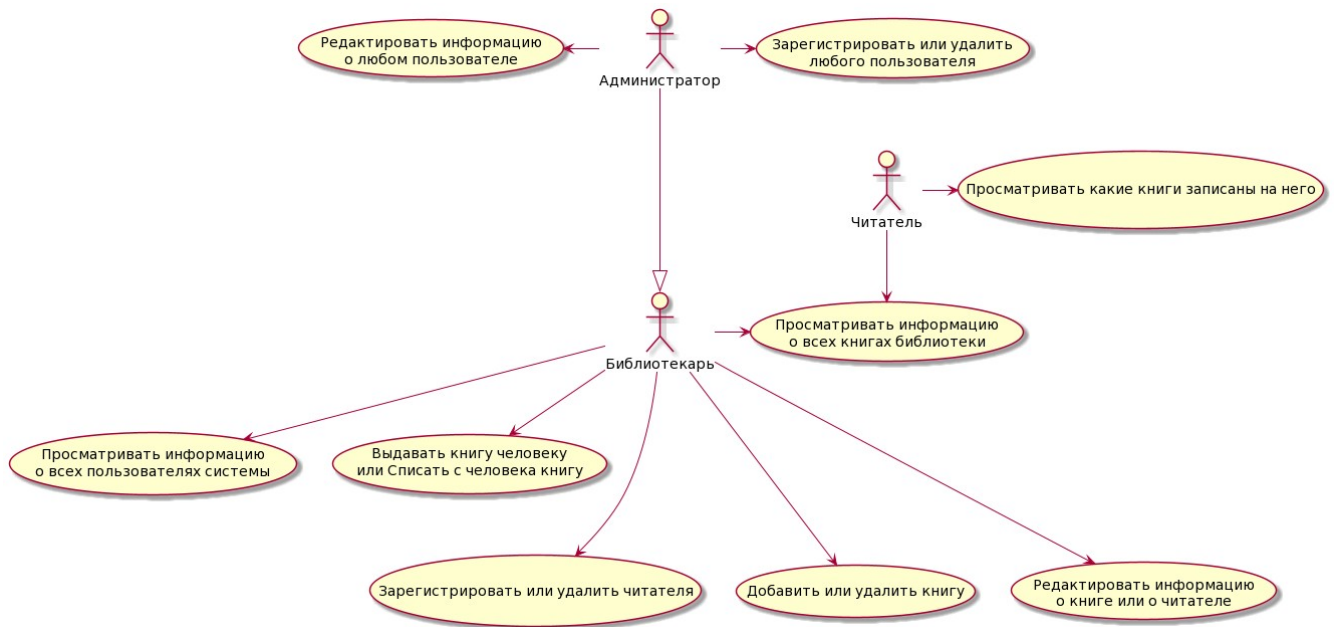 Редактировать информацию
о любом пользователе
Зарегистрировать или удалить
любого пользователя
Администратор
Просматривать какие книги записаны на него
Читатель
Просматривать информацию
о всех книгах библиотеки
Библиотекарь
Просматривать информацию
о всех пользователях системы
Выдавать книгу человеку
или Списать с человека книгу
Зарегистрировать или удалить читателя
Добавить или удалить книгу
Редактировать информацию
о книге или о читателе